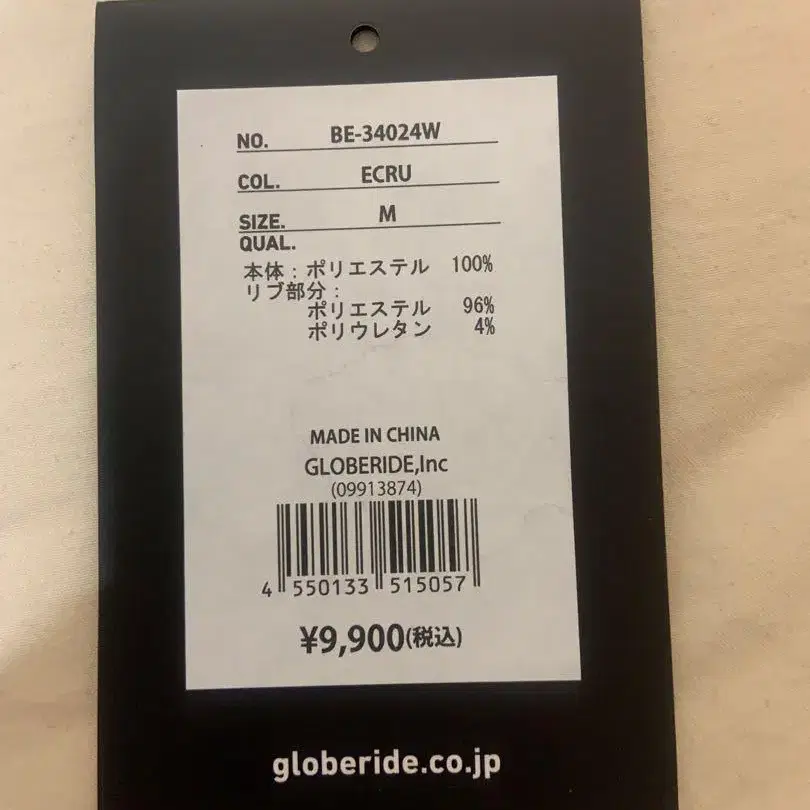 NO. BE-34024W
COL. ECRU
SIZE. M
QUAL.
本体：ポリエステル 100%
リブ部分：
ポリエステル 96%
ポリウレタン 4%
MADE IN CHINA
GLOBERIDE,Inc
(09913874)
4 550133 515057
¥9,900(税込)
globeride.co.jp